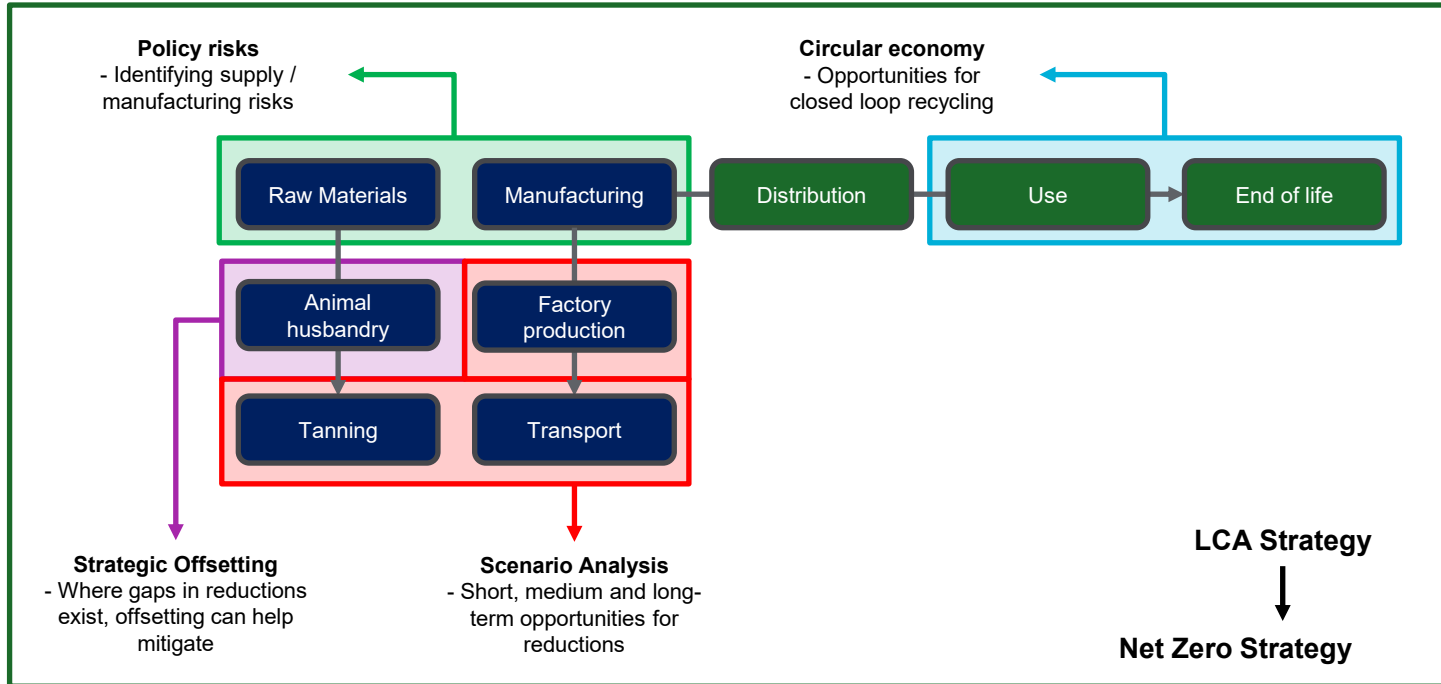 Policy risks
- Identifying supply /
manufacturing risks
Circular economy
- Opportunities for
closed loop recycling
Raw Materials
Manufacturing
Distribution
Use
End of life
Animal
husbandry
Factory
production
Tanning
Transport
Strategic Offsetting
- Where gaps in reductions
exist, offsetting can help
mitigate
Scenario Analysis
- Short, medium and long-
term opportunities for
reductions
LCA Strategy
Net Zero Strategy